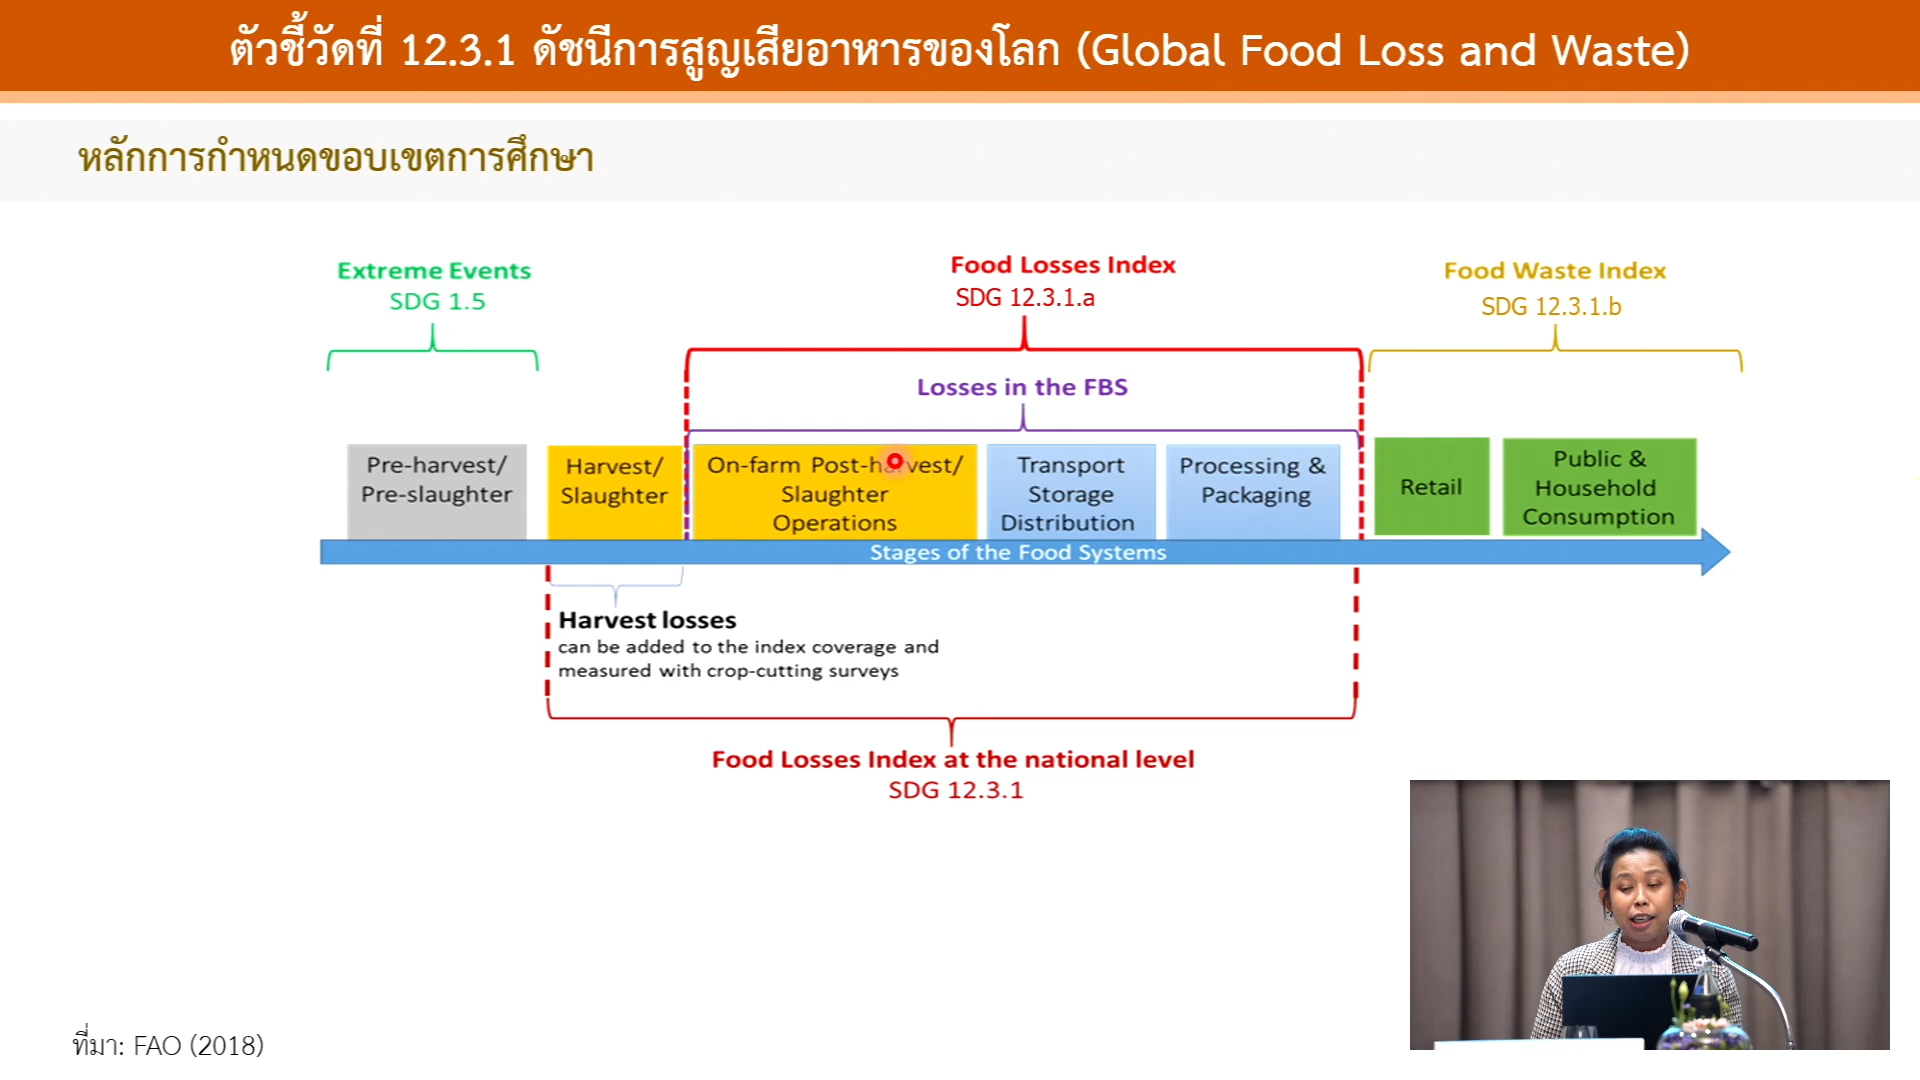 ตัวชี้วัดที่ 12.3.1 ดัชนีการสูญเสียอาหารของโลก (Global Food Loss and Waste)
หลักการกำหนดขอบเขตการศึกษา
Extreme Events
SDG 1.5
Food Losses Index
SDG 12.3.1.a
Food Waste Index
SDG 12.3.1.b
Losses in the FBS
Pre-harvest/
Pre-slaughter
Harvest/
Slaughter
On-farm Post-harvest/
Slaughter
Operations
Transport
Storage
Distribution
Processing &
Packaging
Retail
Public &
Household
Consumption
Stages of the Food Systems
Harvest losses
can be added to the index coverage and
measured with crop-cutting surveys
Food Losses Index at the national level
SDG 12.3.1
ที่มา: FAO (2018)